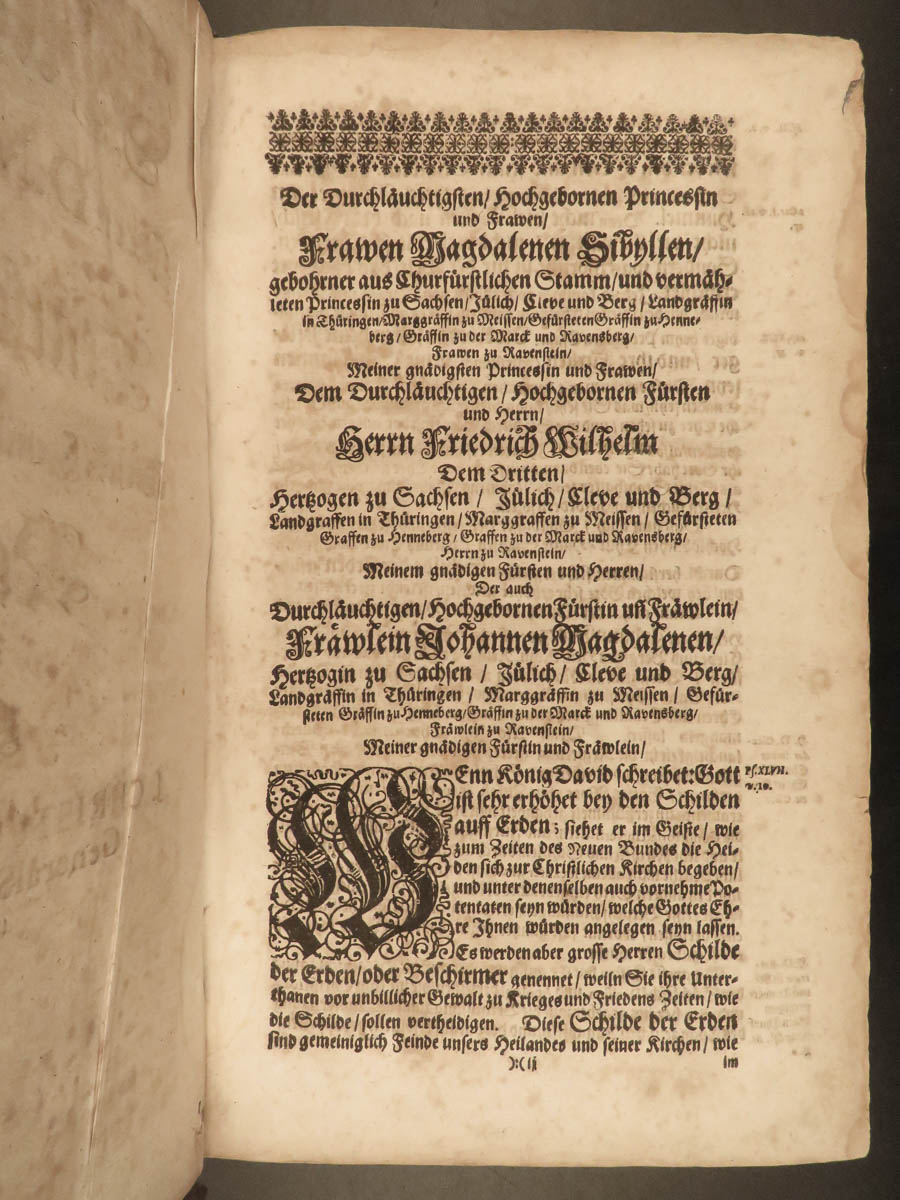 Der Durchläuchtigsten/ Hochgebornen Princessin
und Frawen/
Frawen Magdalenen Sibyllen/
gebohrner aus Churfürstlichen Stamm/und vermäh-
leten Princessin zu Sachsen/Jülich/ Cleve und Berg/ Landgräffin
in Thüringen/Marggräffin zu Meissen/Gefürsteten Gräffin zu Henne-
berg/ Gräffin zu der Marck und Ravensberg/
Frawen zu Ravenstein/
Meiner gnädigsten Princessin und Frawen/
Dem Durchläuchtigen/ Hochgebornen Fürsten
und Herrn/
Herrn Friedrich Wilhelm
Dem Dritten/
Hertzogen zu Sachsen / Jülich/ Cleve und Berg /
Landgraffen in Thüringen/ Marggraffen zu Meissen/ Gefürsteten
Graffen zu Henneberg/ Graffen zu der Marck und Ravensberg/
Herrn zu Ravenstein/
Meinem gnädigen Fürsten und Herren/
Der auch
Durchläuchtigen/Hochgebornen Fürstin uñ Fräwlein/
Fräwlein Johannen Magdalenen/
Hertzogin zu Sachsen / Jülich/ Cleve und Berg/
Landgräffin in Thüringen / Marggräffin zu Meissen/ Gefür-
steten Gräffin zu Henneberg/Gräffin zu der Marck und Ravensberg/
Fräwlein zu Ravenstein/
Meiner gnädigen Fürstin und Fräwlein/
WEnn König David schreibet: Gott
Ps. XLVII.
v. 10.
ist sehr erhöhet bey den Schilden
auff Erden; siehet er im Geiste/ wie
zum Zeiten des Neuen Bundes die Hei-
den sich zur Christlichen Kirchen begeben/
und unter denenselben auch vornehme Po-
tentaten seyn würden/ welche Gottes Eh-
re Ihnen würden angelegen seyn lassen.
Es werden aber grosse Herren Schilde
der Erden/oder Beschirmer genennet/ weiln Sie ihre Unter-
thanen vor unbillicher Gewalt zu Krieges und Friedens Zeiten/ wie
die Schilde/ sollen vertheidigen. Diese Schilde der Erden
sind gemeiniglich Feinde unsers Heilandes und seiner Kirchen/ wie
):( ij
im